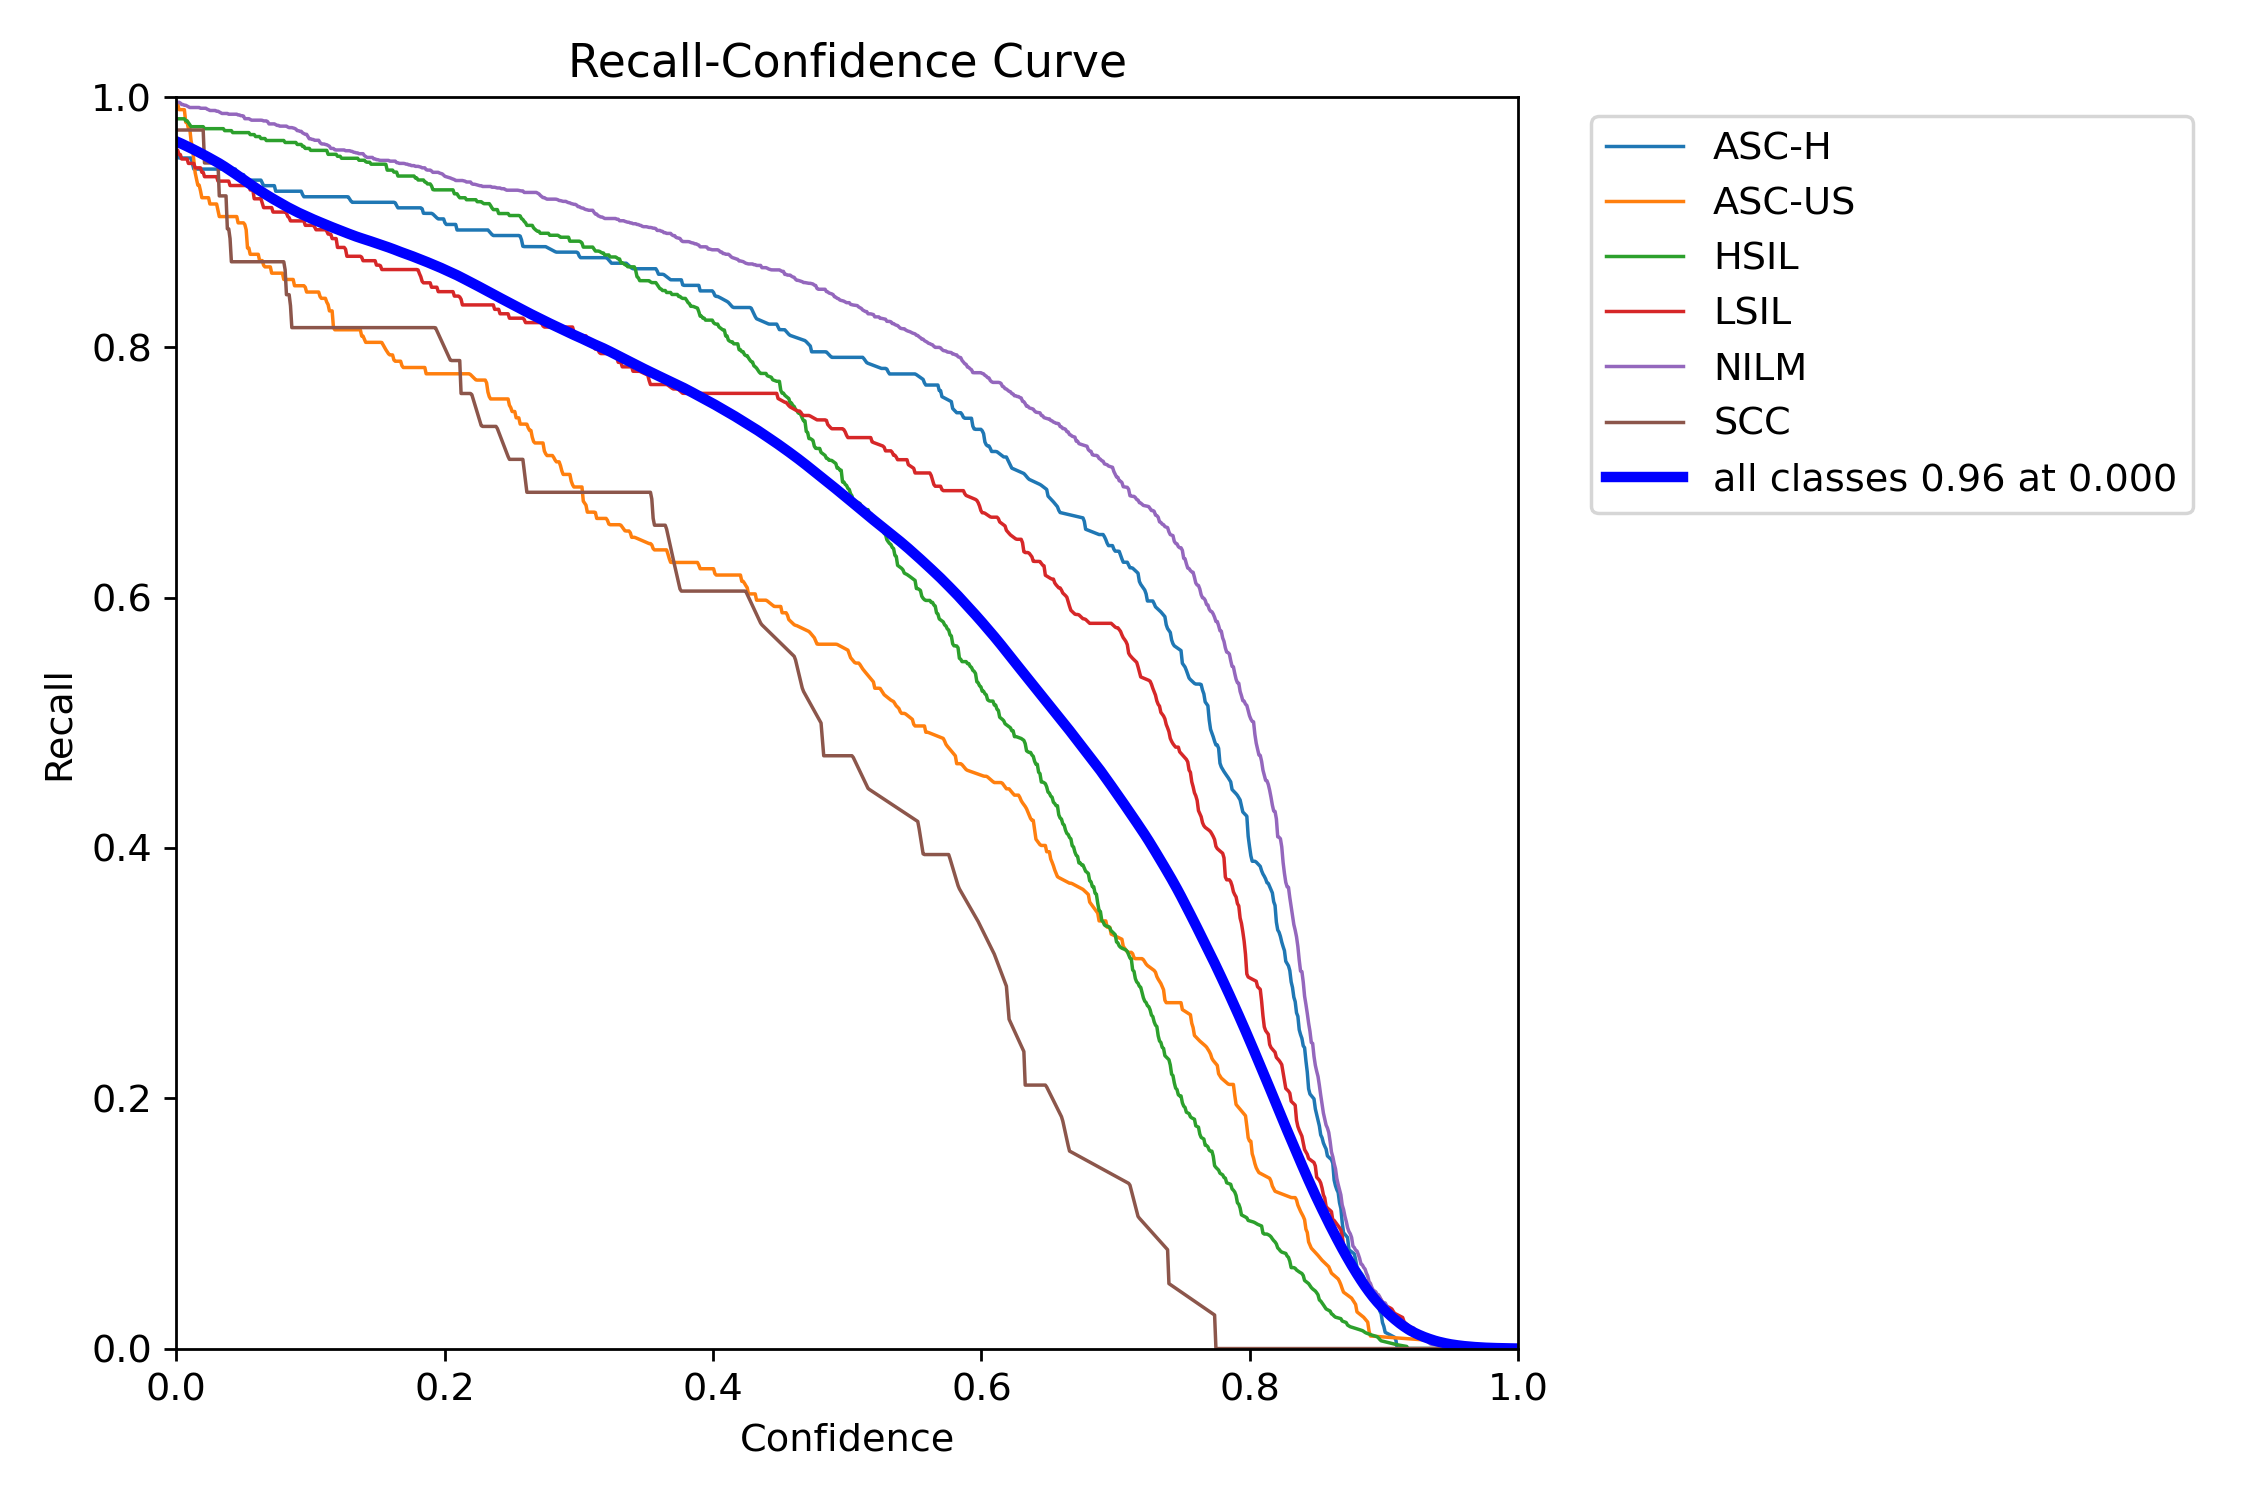 Recall-Confidence Curve
1.0
0.8
0.6
0.4
0.2
0.0
Recall
0.0 0.2 0.4 0.6 0.8 1.0
Confidence
ASC-H
ASC-US
HSIL
LSIL
NILM
SCC
all classes 0.96 at 0.000